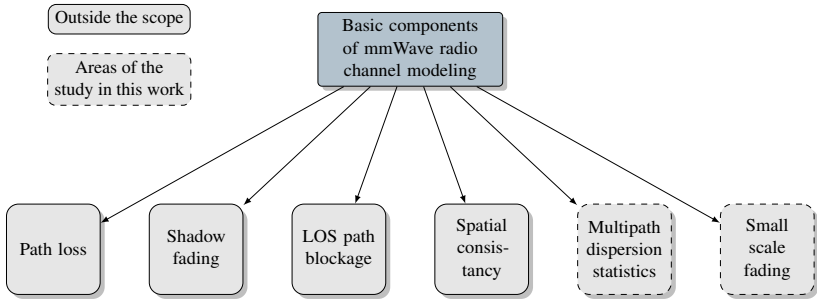 Outside the scope
Areas of the
study in this work
Basic components
of mmWave radio
channel modeling
Path loss
Shadow
fading
LOS path
blockage
Spatial
consis-
tancy
Multipath
dispersion
statistics
Small
scale
fading